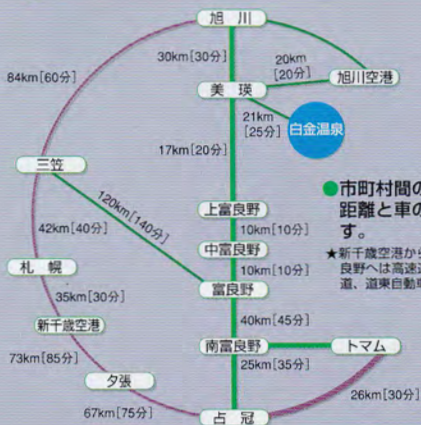 旭川
30km[30分]
20km
[20分]
84km[60分]
旭川空港
美瑛
21km
[25分]
白金温泉
17km[20分]
三笠
●市町村間の
距離と車の
す。
120km[140分]
上富良野
★新千歳空港から
良野へは高速道
道、道東自動車
10km[10分]
42km[40分]
中富良野
10km[10分]
札幌
富良野
35km[30分]
40km[45分]
新千歳空港
南富良野
トマム
73km[85分]
25km[35分]
夕張
26km[30分]
67km[75分]
占冠